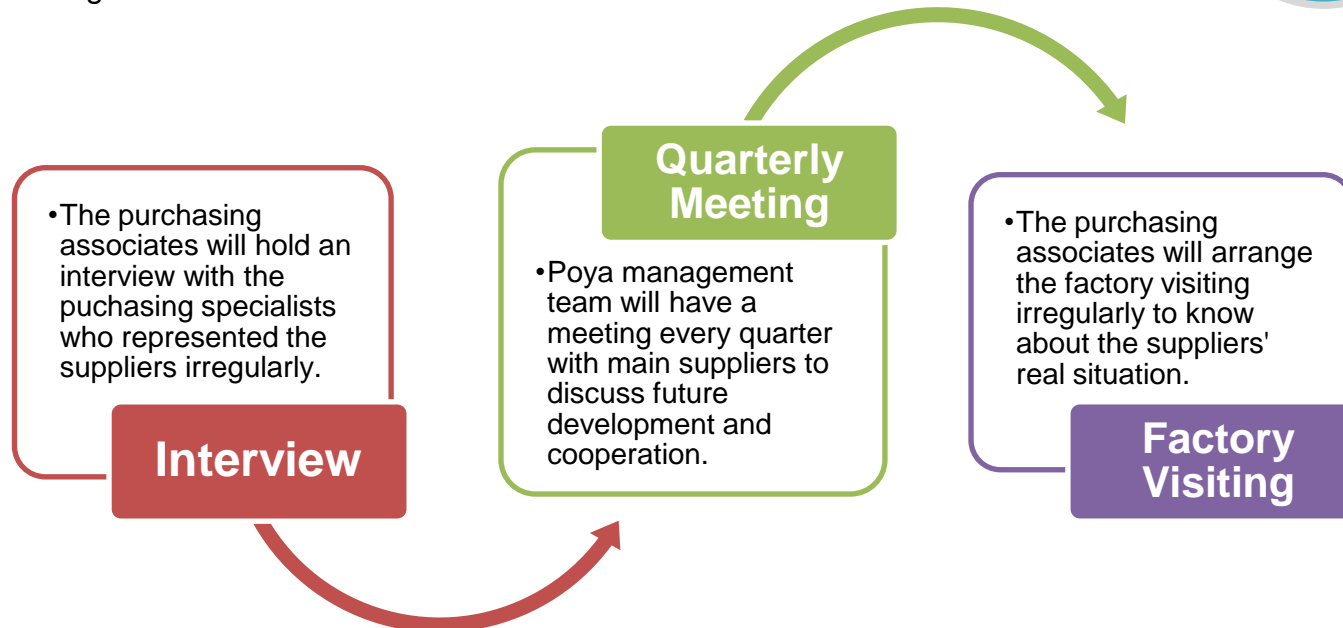 •The purchasing
associates will hold an
interview with the
puchasing specialists
who represented the
suppliers irregularly.
Interview
Quarterly
Meeting
•Poya management
team will have a
meeting every quarter
with main suppliers to
discuss future
development and
cooperation.
•The purchasing
associates will arrange
the factory visiting
irregularly to know
about the suppliers'
real situation.
Factory
Visiting